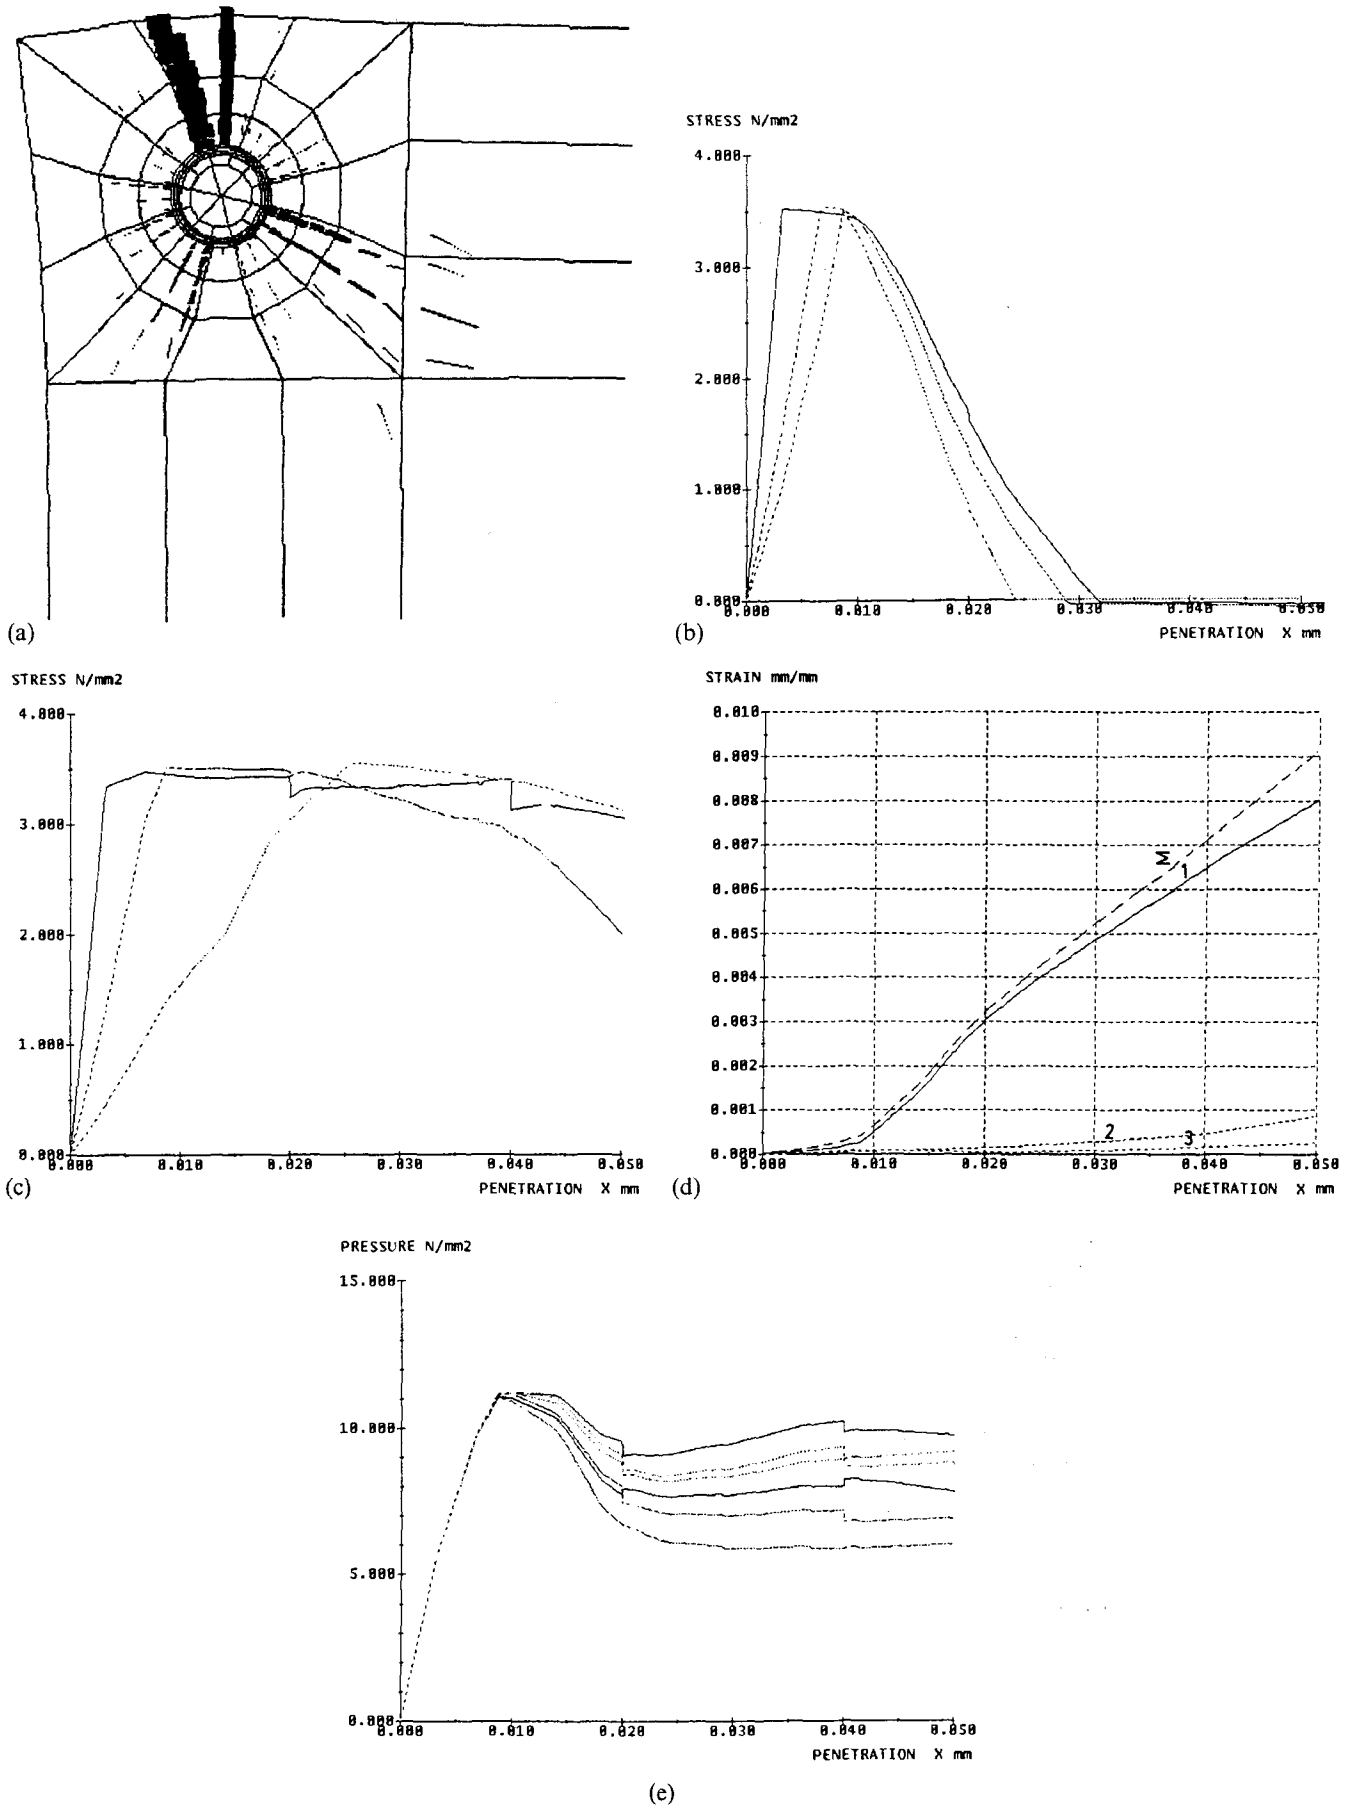 (a)
STRESS N/mm2
4.000
3.000
2.000
1.000
0.000
0.000 0.010 0.020 0.030 0.040 0.050
PENETRATION X mm
(b)
STRESS N/mm2
4.000
3.000
2.000
1.000
0.000
0.000 0.010 0.020 0.030 0.040 0.050
PENETRATION X mm
(c)
STRAIN mm/mm
0.010
0.009
0.008
0.007
0.006
0.005
0.004
0.003
0.002
0.001
0.000
Σ
1
2
3
0.000 0.010 0.020 0.030 0.040 0.050
PENETRATION X mm
(d)
PRESSURE N/mm2
15.000
10.000
5.000
0.000
0.000 0.010 0.020 0.030 0.040 0.050
PENETRATION X mm
(e)